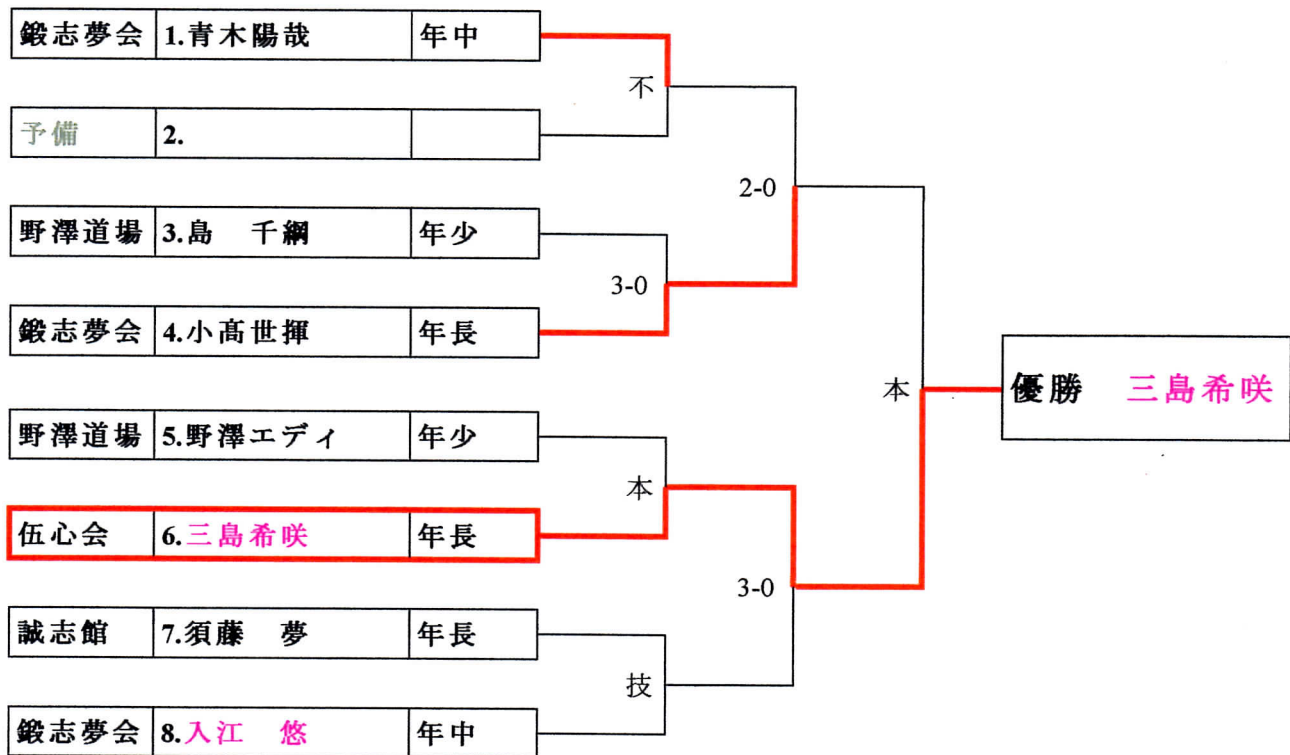 鍛志夢会 1.青木陽哉 年中
不
予備 2.
2-0
野澤道場 3.島 千綱 年少
3-0
鍛志夢会 4.小髙世揮 年長
本
優勝 三島希咲
野澤道場 5.野澤エディ 年少
本
伍心会 6.三島希咲 年長
3-0
誠志館 7.須藤 夢 年長
技
鍛志夢会 8.入江 悠 年中